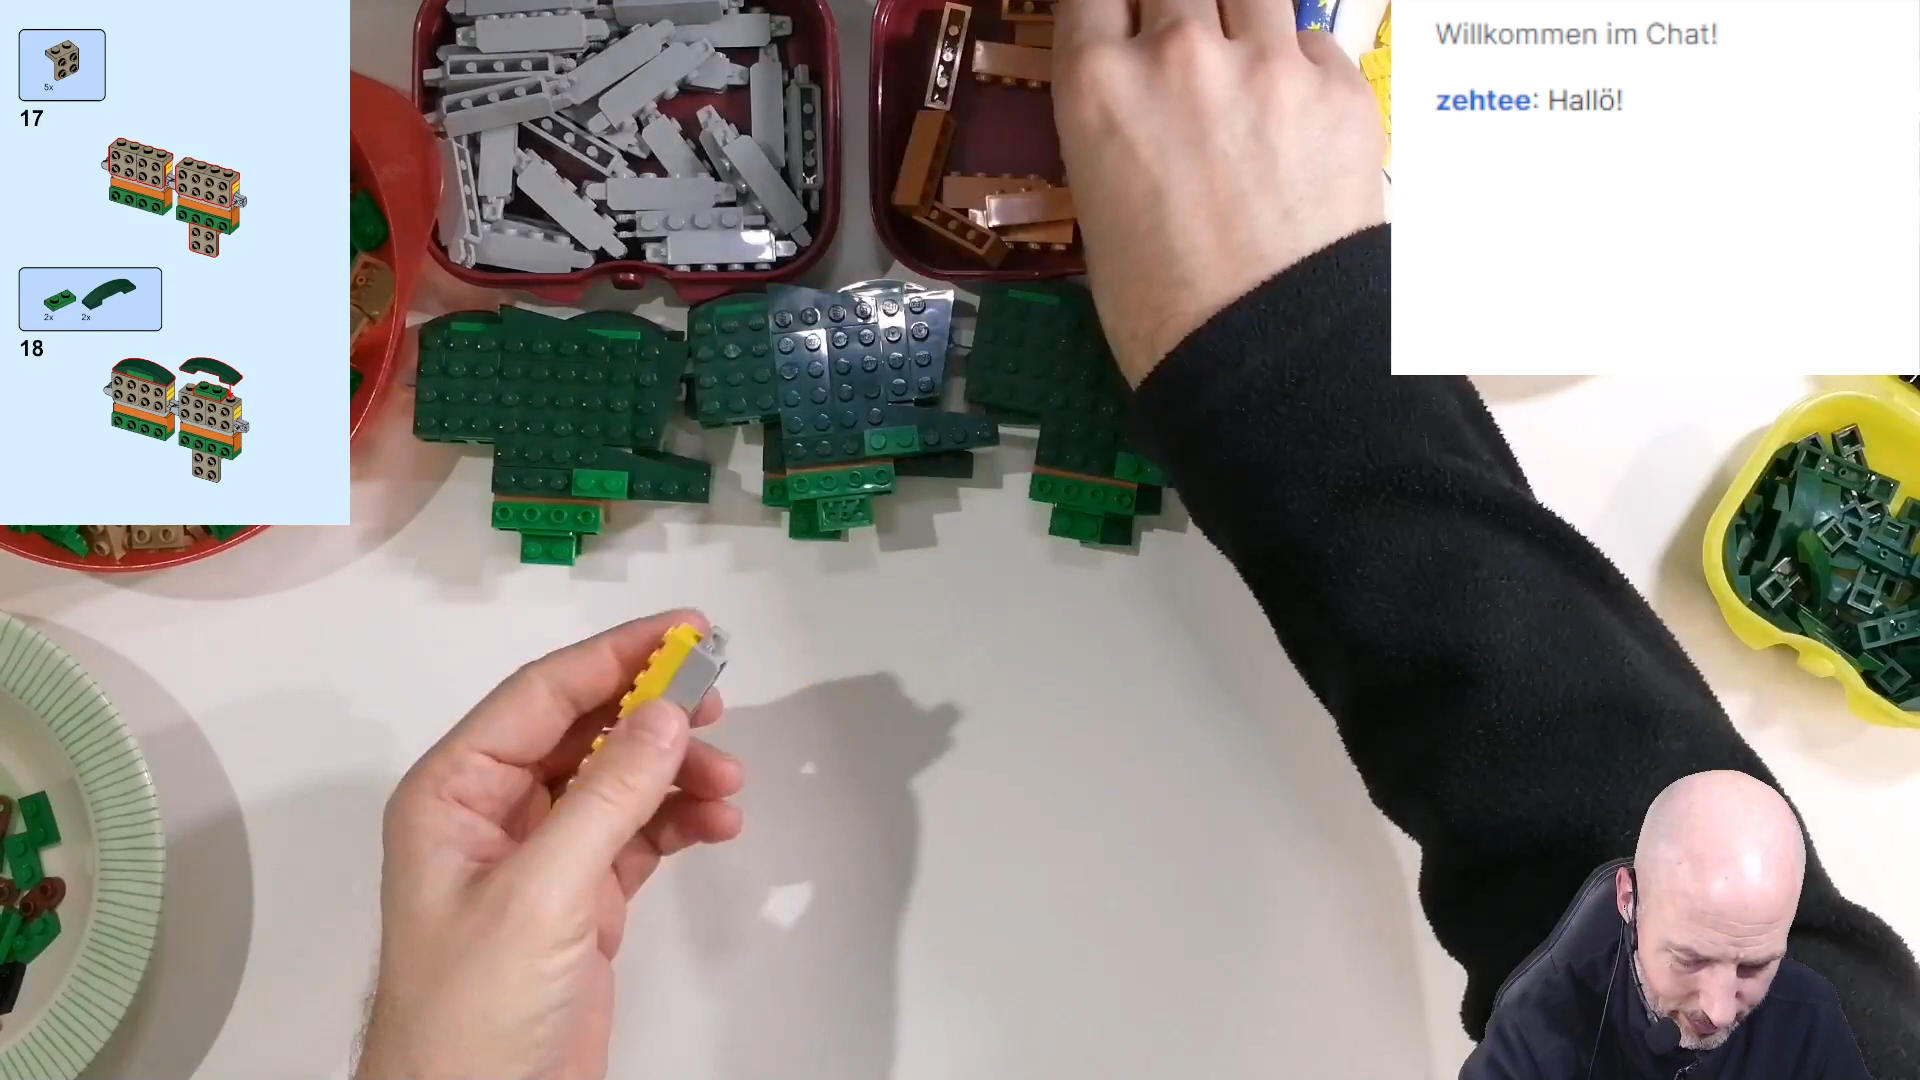 5x
17
2x 2x
18
Willkommen im Chat!
zehtee: Hallö!